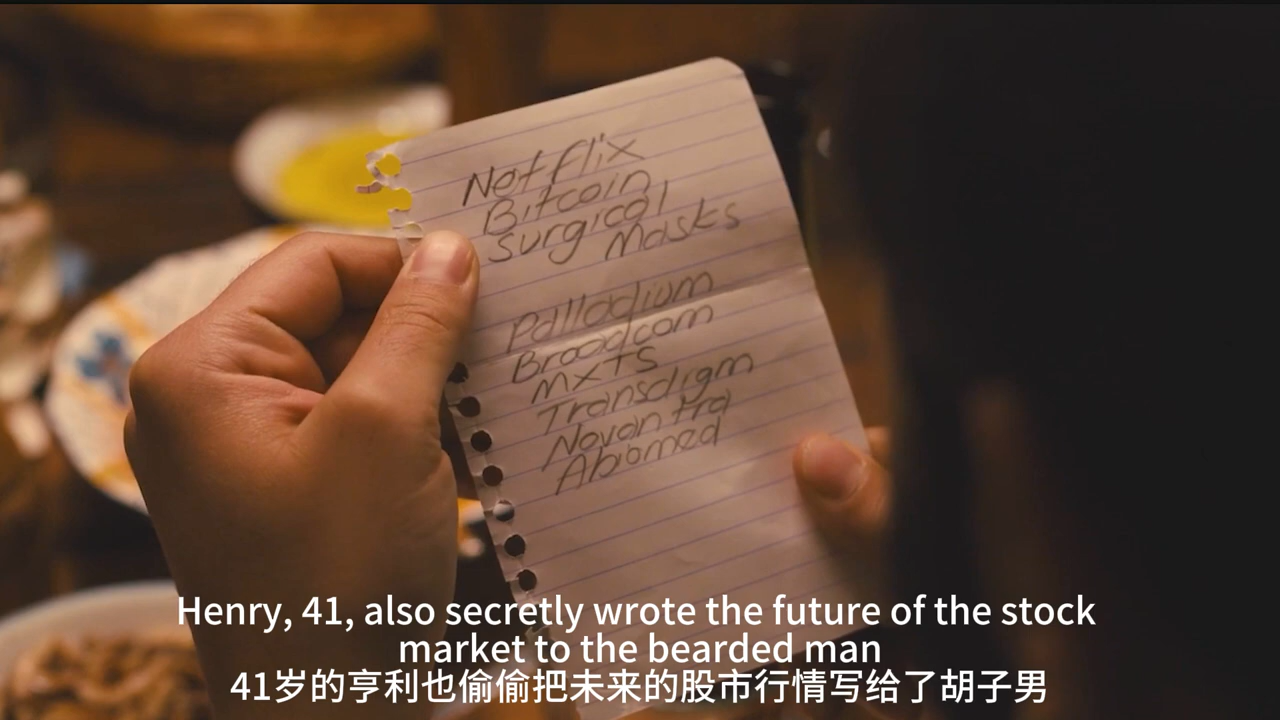 Netflix
Bitcoin
Surgical
Masks
Palladium
Broadcom
MXTS
Transdigm
Novantra
Abiomed
Henry, 41, also secretly wrote the future of the stock
market to the bearded man
41岁的亨利也偷偷把未来的股市行情写给了胡子男